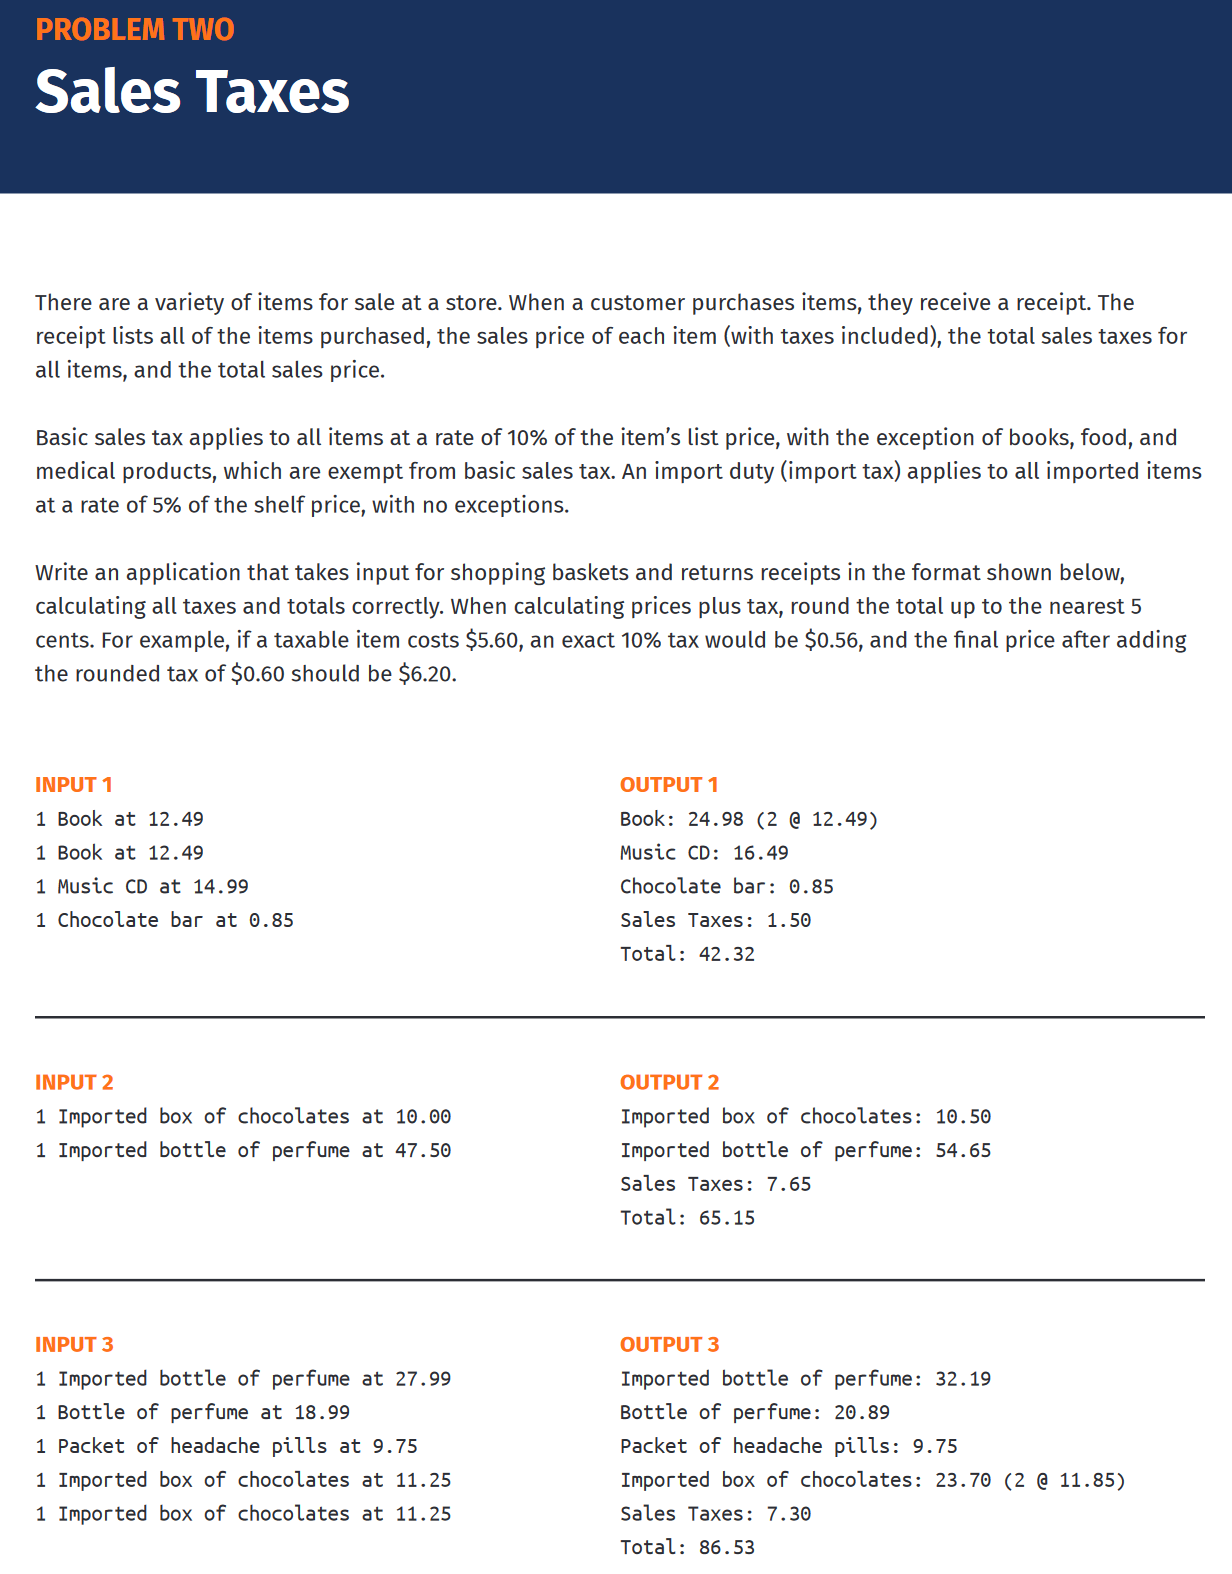 PROBLEM TWO
Sales Taxes
There are a variety of items for sale at a store. When a customer purchases items, they receive a receipt. The
receipt lists all of the items purchased, the sales price of each item (with taxes included), the total sales taxes for
all items, and the total sales price.
Basic sales tax applies to all items at a rate of 10% of the item’s list price, with the exception of books, food, and
medical products, which are exempt from basic sales tax. An import duty (import tax) applies to all imported items
at a rate of 5% of the shelf price, with no exceptions.
Write an application that takes input for shopping baskets and returns receipts in the format shown below,
calculating all taxes and totals correctly. When calculating prices plus tax, round the total up to the nearest 5
cents. For example, if a taxable item costs $5.60, an exact 10% tax would be $0.56, and the final price after adding
the rounded tax of $0.60 should be $6.20.
INPUT 1
1 Book at 12.49
1 Book at 12.49
1 Music CD at 14.99
1 Chocolate bar at 0.85
OUTPUT 1
Book: 24.98 (2 @ 12.49)
Music CD: 16.49
Chocolate bar: 0.85
Sales Taxes: 1.50
Total: 42.32
INPUT 2
1 Imported box of chocolates at 10.00
1 Imported bottle of perfume at 47.50
OUTPUT 2
Imported box of chocolates: 10.50
Imported bottle of perfume: 54.65
Sales Taxes: 7.65
Total: 65.15
INPUT 3
1 Imported bottle of perfume at 27.99
1 Bottle of perfume at 18.99
1 Packet of headache pills at 9.75
1 Imported box of chocolates at 11.25
1 Imported box of chocolates at 11.25
OUTPUT 3
Imported bottle of perfume: 32.19
Bottle of perfume: 20.89
Packet of headache pills: 9.75
Imported box of chocolates: 23.70 (2 @ 11.85)
Sales Taxes: 7.30
Total: 86.53